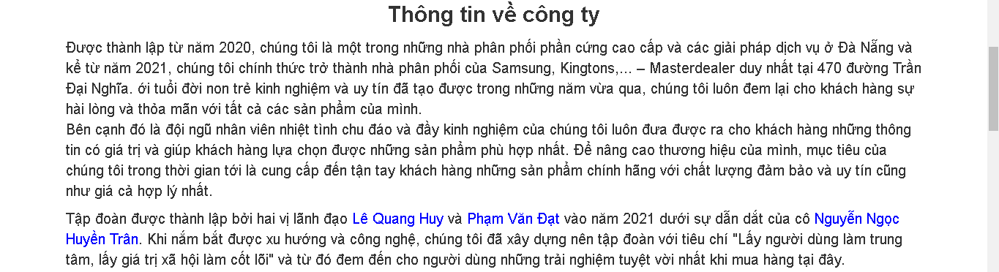 Thông tin về công ty
Được thành lập từ năm 2020, chúng tôi là một trong những nhà phân phối phần cứng cao cấp và các giải pháp dịch vụ ở Đà Nẵng và
kể từ năm 2021, chúng tôi chính thức trở thành nhà phân phối của Samsung, Kingtons,... – Masterdealer duy nhất tại 470 đường Trần
Đại Nghĩa. ới tuổi đời non trẻ kinh nghiệm và uy tín đã tạo được trong những năm vừa qua, chúng tôi luôn đem lại cho khách hàng sự
hài lòng và thỏa mãn với tất cả các sản phẩm của mình.
Bên cạnh đó là đội ngũ nhân viên nhiệt tình chu đáo và đầy kinh nghiệm của chúng tôi luôn đưa được ra cho khách hàng những thông
tin có giá trị và giúp khách hàng lựa chọn được những sản phẩm phù hợp nhất. Để nâng cao thương hiệu của mình, mục tiêu của
chúng tôi trong thời gian tới là cung cấp đến tận tay khách hàng những sản phẩm chính hãng với chất lượng đảm bảo và uy tín cũng
như giá cả hợp lý nhất.
Tập đoàn được thành lập bởi hai vị lãnh đạo Lê Quang Huy và Phạm Văn Đạt vào năm 2021 dưới sự dẫn dắt của cô Nguyễn Ngọc
Huyền Trân. Khi nắm bắt được xu hướng và công nghệ, chúng tôi đã xây dựng nên tập đoàn với tiêu chí "Lấy người dùng làm trung
tâm, lấy giá trị xã hội làm cốt lõi" và từ đó đem đến cho người dùng những trải nghiệm tuyệt vời nhất khi mua hàng tại đây.